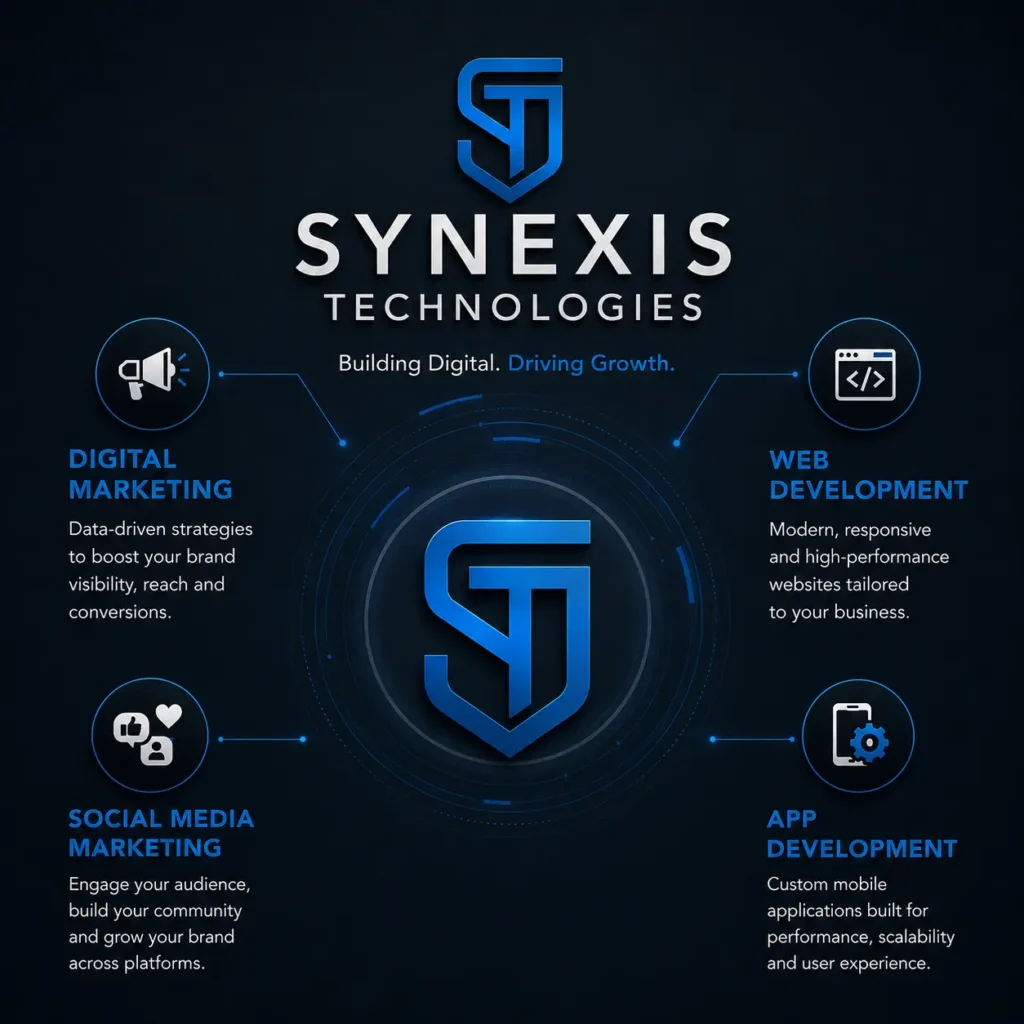 SYNEXIS
TECHNOLOGIES
Building Digital. Driving Growth.
DIGITAL
MARKETING
Data-driven strategies
to boost your brand
visibility, reach and
conversions.
WEB
DEVELOPMENT
Modern, responsive
and high-performance
websites tailored
to your business.
SOCIAL MEDIA
MARKETING
Engage your audience,
build your community
and grow your brand
across platforms.
APP
DEVELOPMENT
Custom mobile
applications built for
performance, scalability
and user experience.